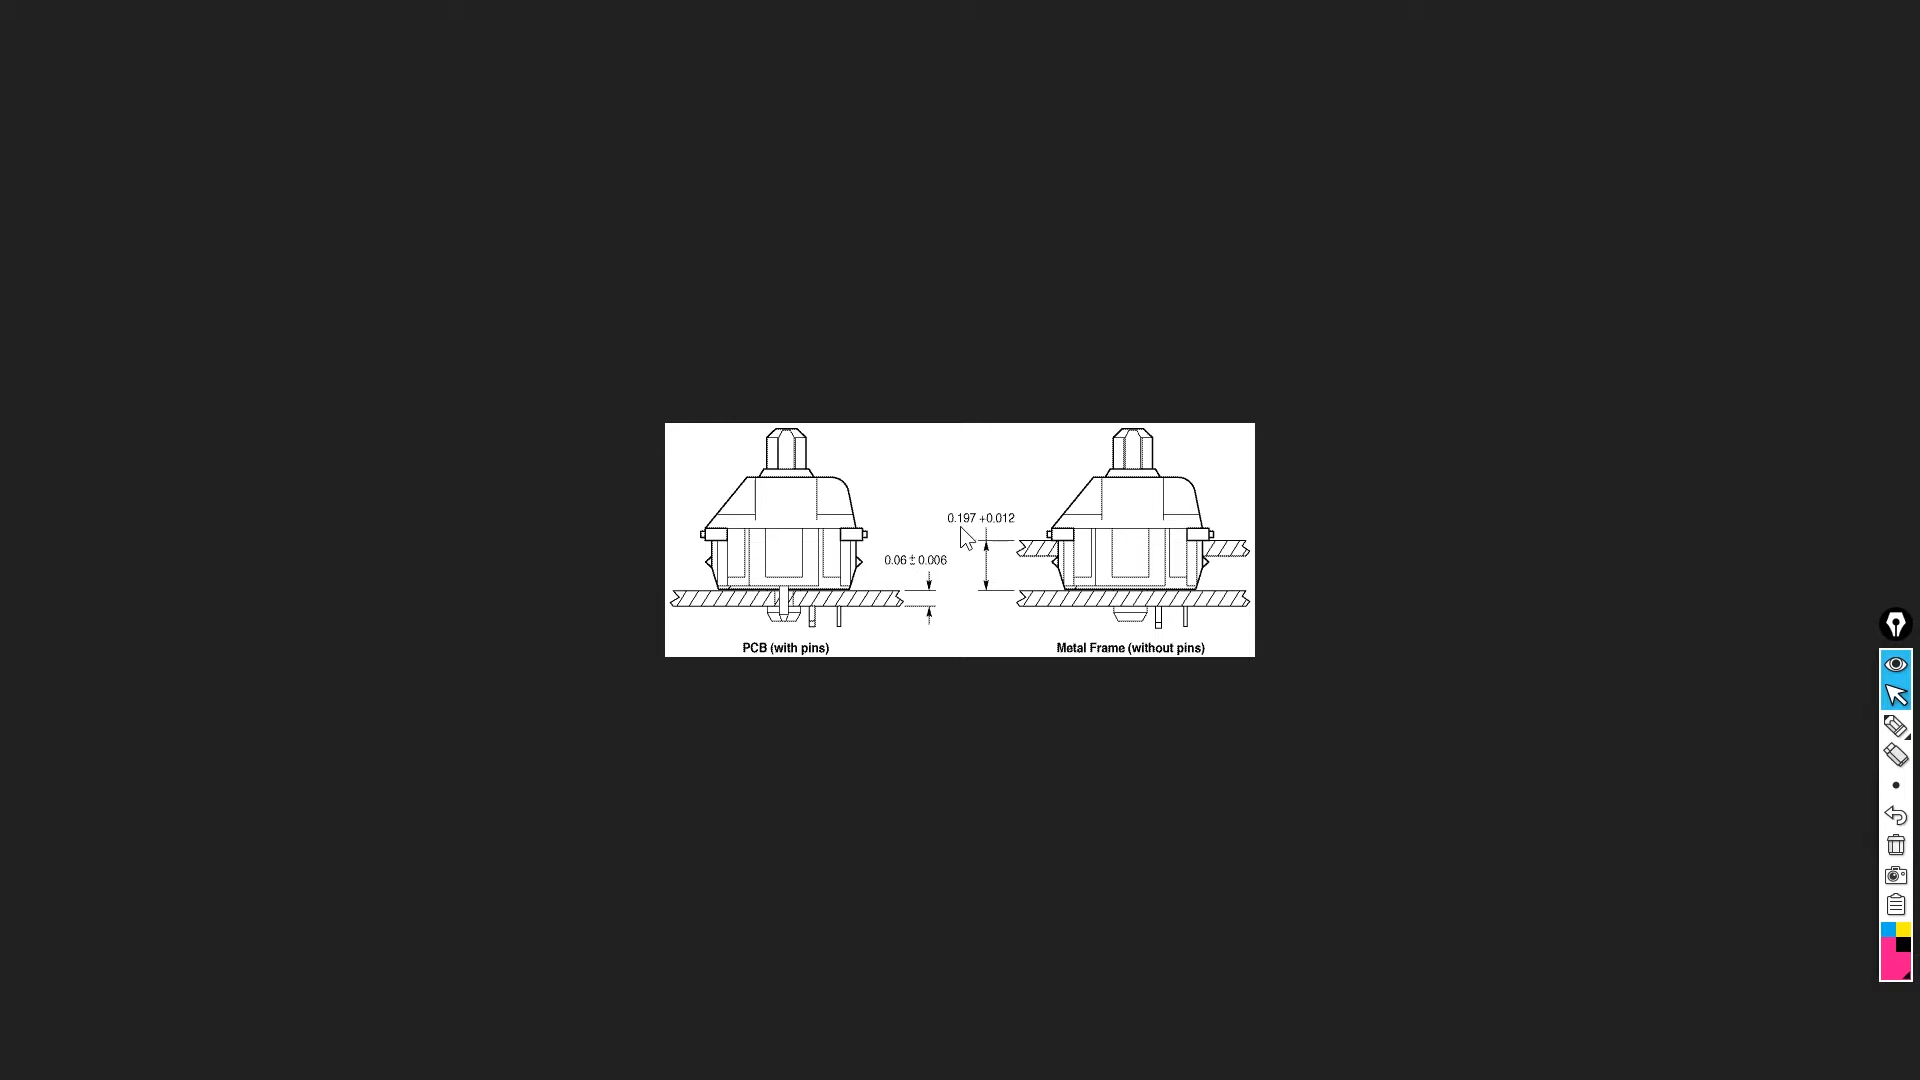 0.197 +0.012
0.06 ± 0.006
PCB (with pins)
Metal Frame (without pins)